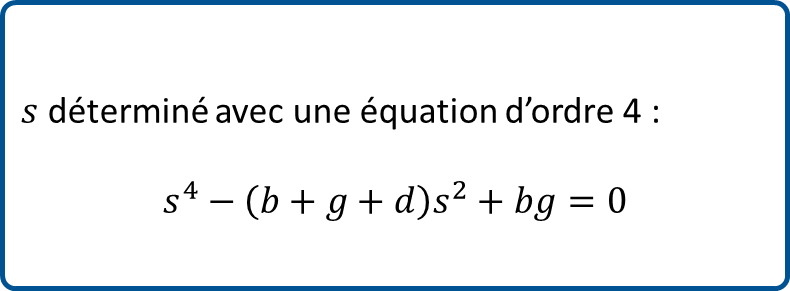 s déterminé avec une équation d’ordre 4 :
s⁴ − (b + g + d)s² + bg = 0